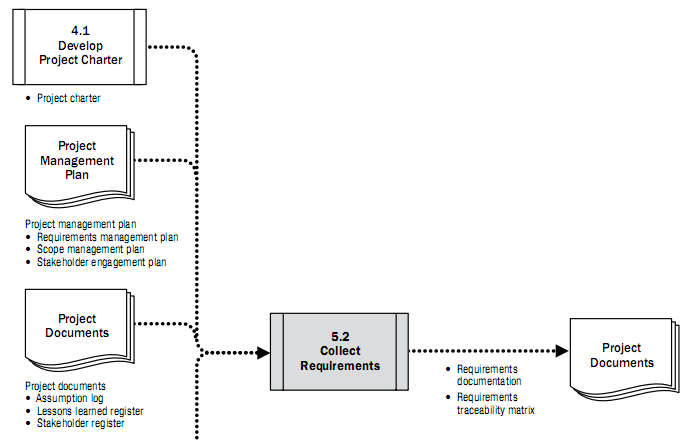 4.1
Develop
Project Charter
• Project charter
Project
Management
Plan
Project management plan
• Requirements management plan
• Scope management plan
• Stakeholder engagement plan
Project
Documents
Project documents
• Assumption log
• Lessons learned register
• Stakeholder register
5.2
Collect
Requirements
• Requirements
documentation
• Requirements
traceability matrix
Project
Documents